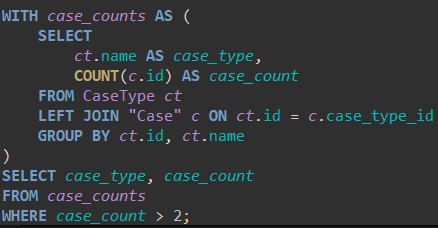 WITH case_counts AS (
    SELECT
        ct.name AS case_type,
        COUNT(c.id) AS case_count
    FROM CaseType ct
    LEFT JOIN "Case" c ON ct.id = c.case_type_id
    GROUP BY ct.id, ct.name
)
SELECT case_type, case_count
FROM case_counts
WHERE case_count > 2;